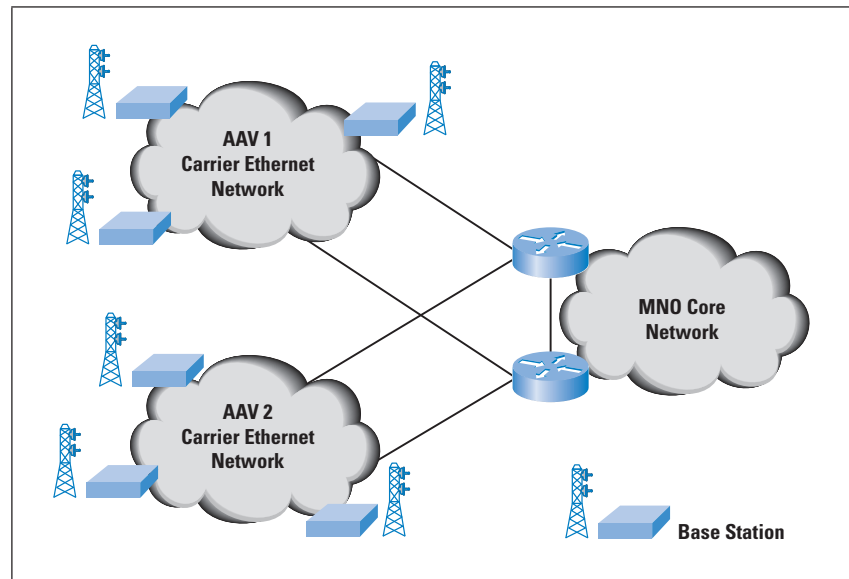 AAV 1
Carrier Ethernet
Network
MNO Core
Network
AAV 2
Carrier Ethernet
Network
Base Station